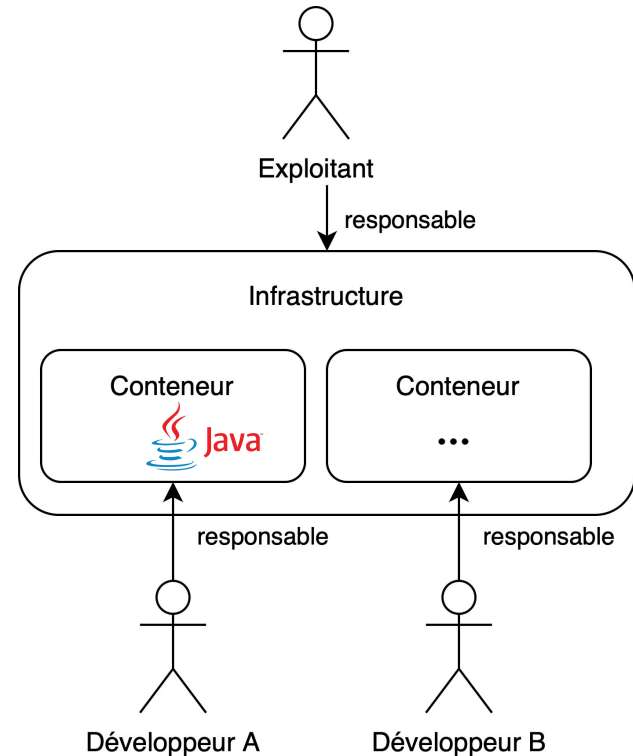 Exploitant
responsable
Infrastructure
Conteneur
Java
Conteneur
...
responsable
responsable
Développeur A
Développeur B